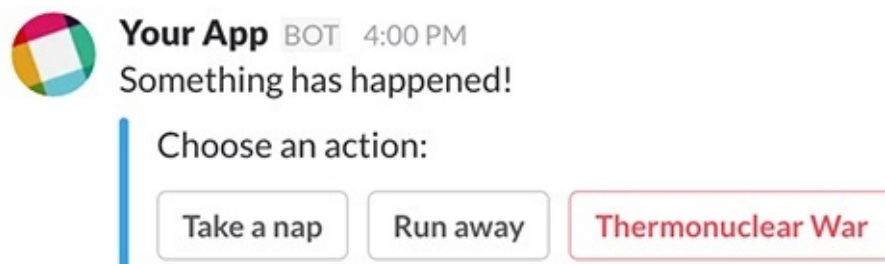 Your App BOT 4:00 PM
Something has happened!
Choose an action:
Take a nap Run away Thermonuclear War